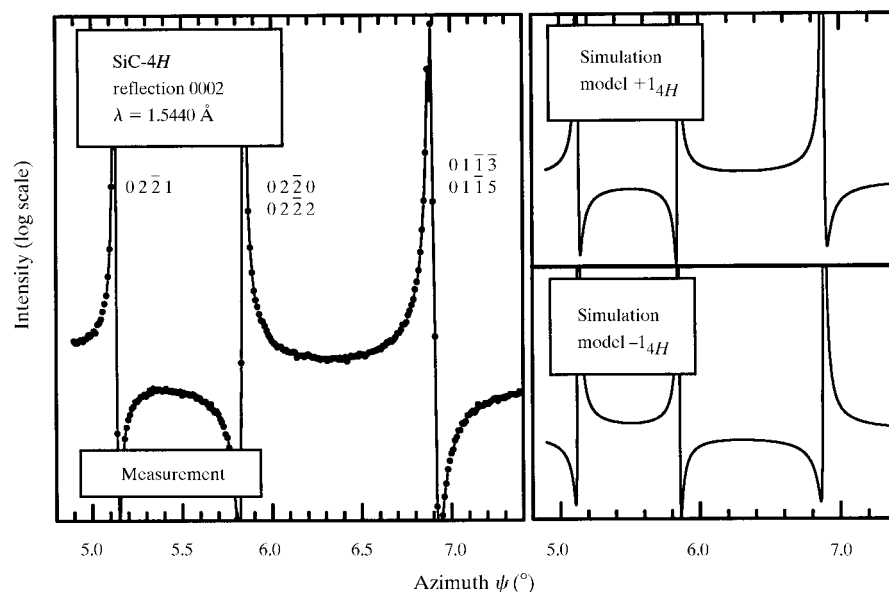 SiC-4H
reflection 0002
λ = 1.5440 Å
0 2 2̄ 1
0 2 2̄ 0
0 2 2̄ 2
0 1 1̄ 3̄
0 1 1̄ 5
Measurement
Intensity (log scale)
5.0 5.5 6.0 6.5 7.0
Simulation
model +1₄H
Simulation
model –1₄H
5.0 6.0 7.0
Azimuth ψ (°)